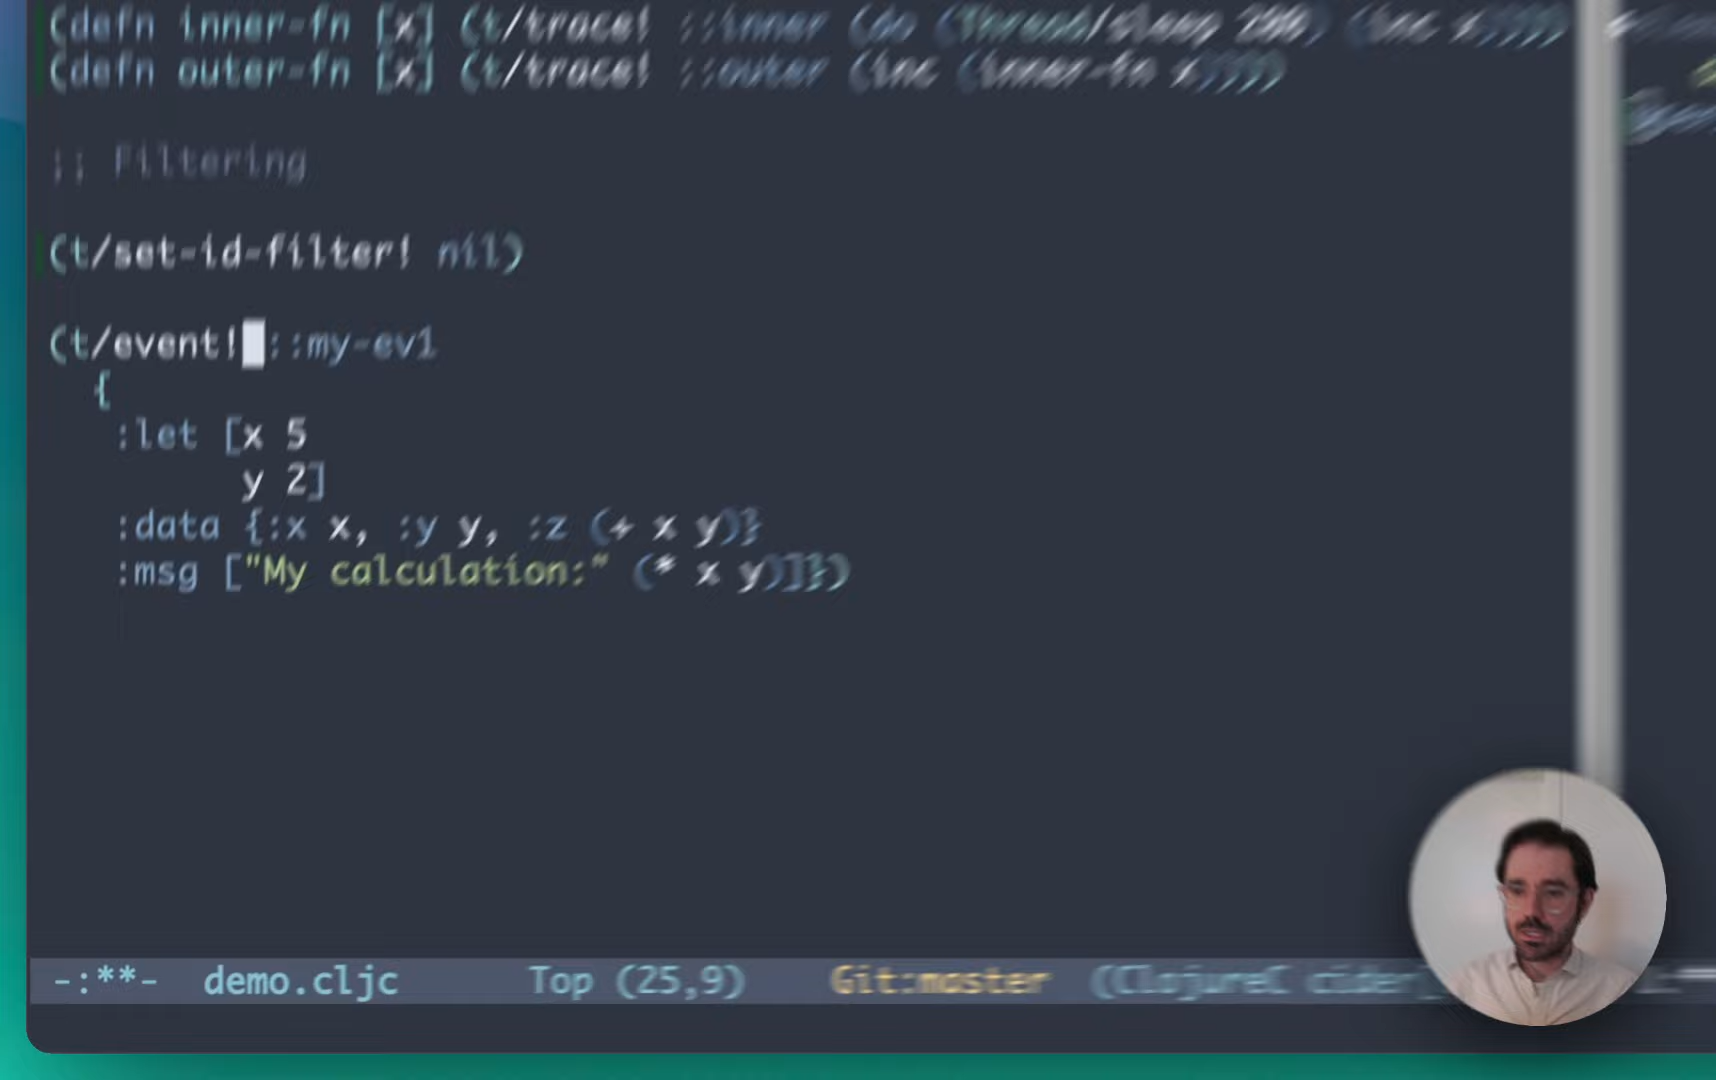 (defn inner-fn [x] (t/trace! ::inner (do (Thread/sleep 200) (inc x))))
(defn outer-fn [x] (t/trace! ::outer (inc (inner-fn x))))
;; Filtering
(t/set-id-filter! nil)
(t/event! ::my-ev1
{
:let [x 5
y 2]
:data {:x x, :y y, :z (+ x y)}
:msg ["My calculation:" (* x y)]})
-:**- demo.cljc Top (25,9) Git:master (ClojureC cider[